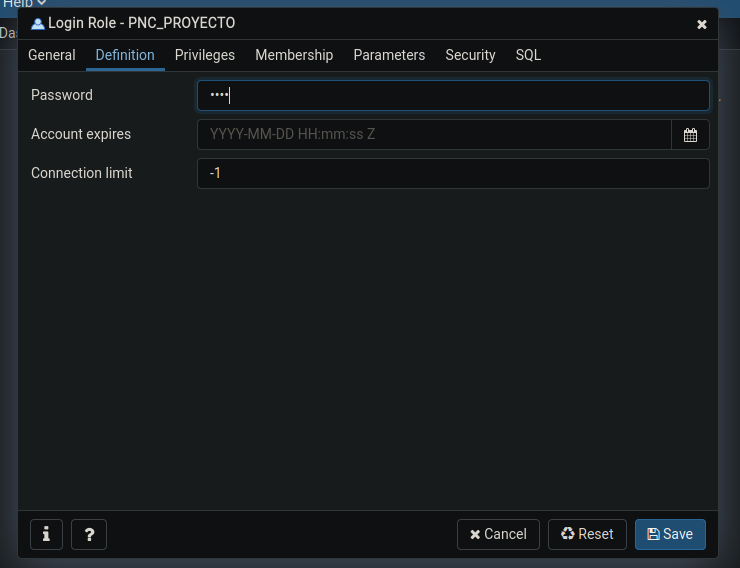 Help
Login Role - PNC_PROYECTO
General Definition Privileges Membership Parameters Security SQL
Password ••••
Account expires YYYY-MM-DD HH:mm:ss Z
Connection limit -1
i ? Cancel Reset Save